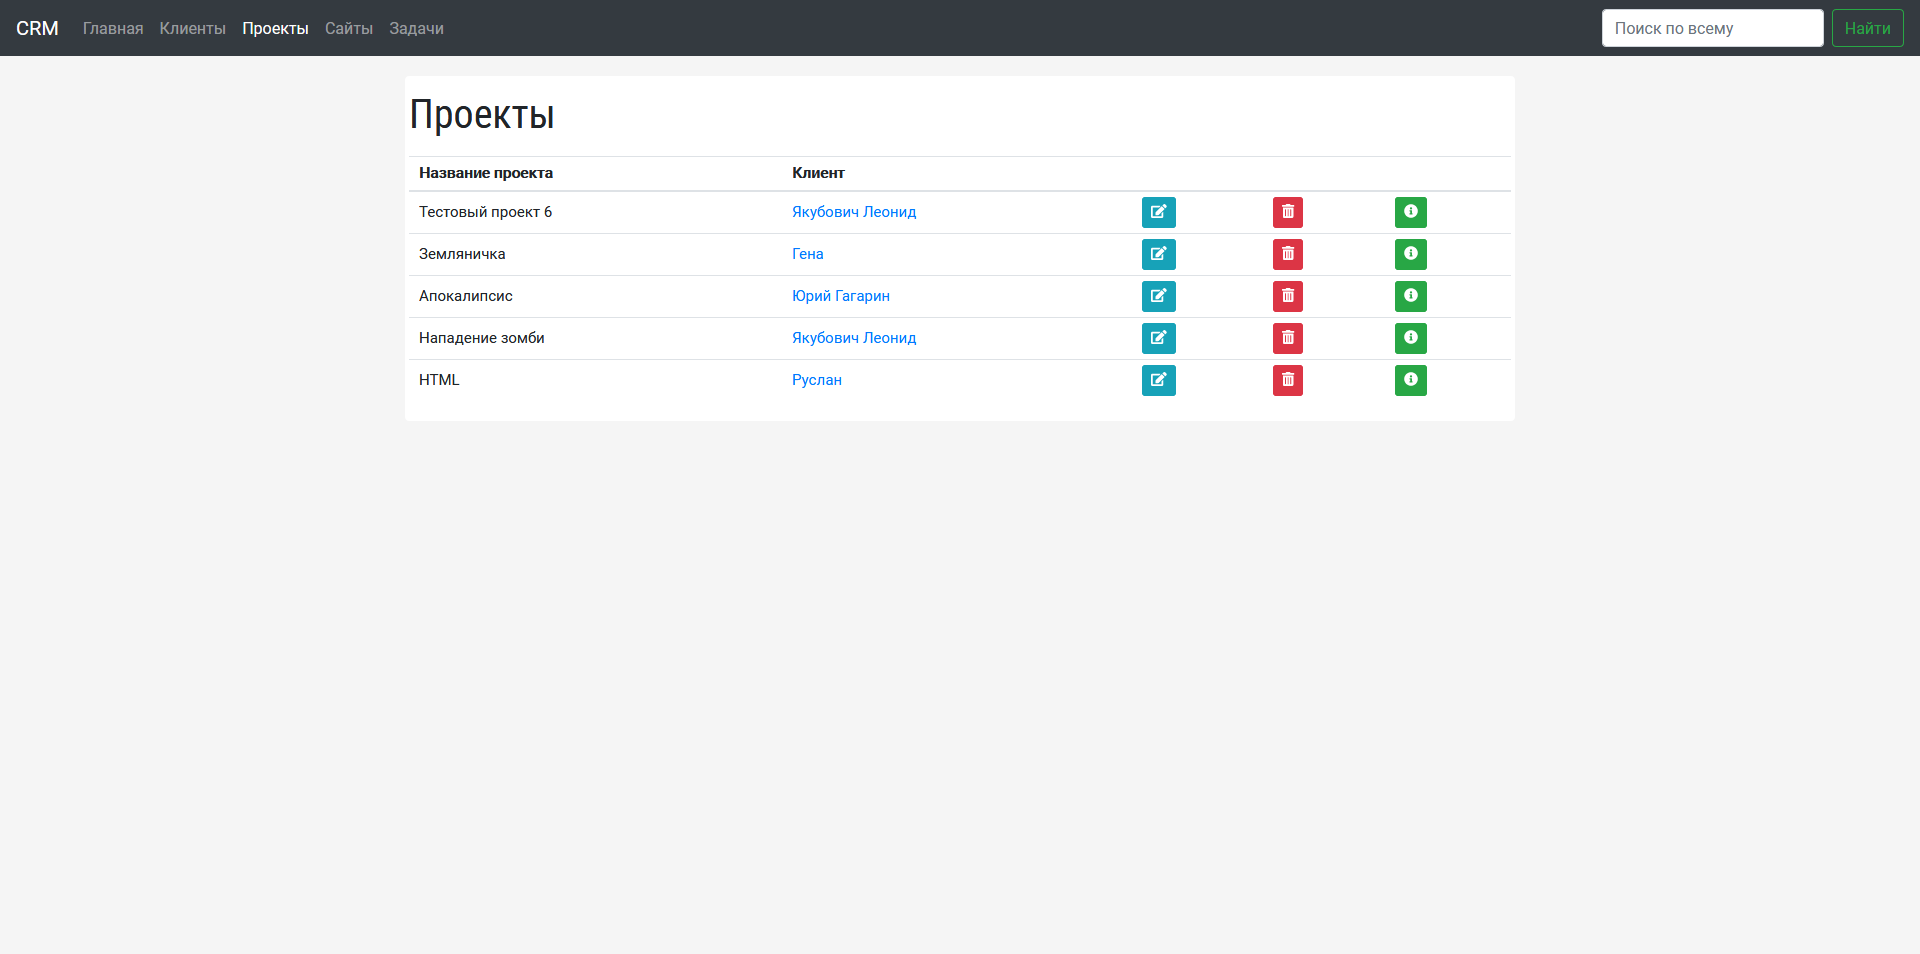 CRM Главная Клиенты Проекты Сайты Задачи Поиск по всему Найти
Проекты
Название проекта Клиент
Тестовый проект 6 Якубович Леонид
Земляничка Гена
Апокалипсис Юрий Гагарин
Нападение зомби Якубович Леонид
HTML Руслан